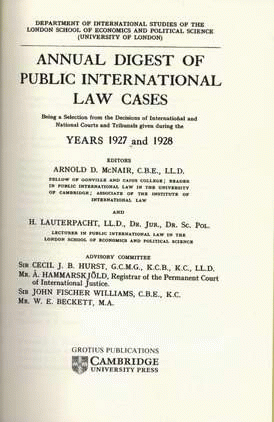 DEPARTMENT OF INTERNATIONAL STUDIES OF THE
LONDON SCHOOL OF ECONOMICS AND POLITICAL SCIENCE
(UNIVERSITY OF LONDON)
ANNUAL DIGEST OF
PUBLIC INTERNATIONAL
LAW CASES
Being a Selection from the Decisions of International and
National Courts and Tribunals given during the
YEARS 1927 and 1928
EDITORS
ARNOLD D. McNAIR, C.B.E., LL.D.
FELLOW OF GONVILLE AND CAIUS COLLEGE; READER
IN PUBLIC INTERNATIONAL LAW IN THE UNIVERSITY
OF CAMBRIDGE; ASSOCIATE OF THE INSTITUTE OF
INTERNATIONAL LAW
AND
H. LAUTERPACHT, LL.D., Dr. Jur., Dr. Sc. Pol.
LECTURER IN PUBLIC INTERNATIONAL LAW IN THE
LONDON SCHOOL OF ECONOMICS AND POLITICAL SCIENCE
ADVISORY COMMITTEE
Sir CECIL J. B. HURST, G.C.M.G., K.C.B., K.C., LL.D.
Mr. Å. HAMMARSKJÖLD, Registrar of the Permanent Court
of International Justice.
Sir JOHN FISCHER WILLIAMS, C.B.E., K.C.
Mr. W. E. BECKETT, M.A.
GROTIUS PUBLICATIONS
CAMBRIDGE
UNIVERSITY PRESS